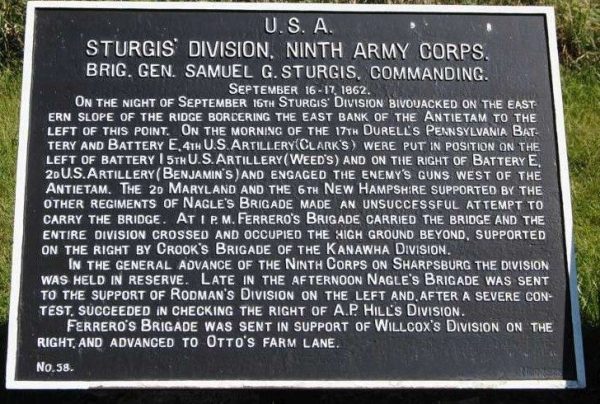 U.S.A.
STURGIS' DIVISION, NINTH ARMY CORPS.
BRIG. GEN. SAMUEL G. STURGIS, COMMANDING.
SEPTEMBER 16-17, 1862.
ON THE NIGHT OF SEPTEMBER 16TH STURGIS' DIVISION BIVOUACKED ON THE EAST-
ERN SLOPE OF THE RIDGE BORDERING THE EAST BANK OF THE ANTIETAM TO THE
LEFT OF THIS POINT. ON THE MORNING OF THE 17TH DURELL'S PENNSYLVANIA BAT-
TERY AND BATTERY E, 4TH U.S. ARTILLERY (CLARK'S) WERE PUT IN POSITION ON THE
LEFT OF BATTERY I 5TH U.S. ARTILLERY (WEED'S) AND ON THE RIGHT OF BATTERY E,
2D U.S. ARTILLERY (BENJAMIN'S) AND ENGAGED THE ENEMY'S GUNS WEST OF THE
ANTIETAM. THE 2D MARYLAND AND THE 6TH NEW HAMPSHIRE SUPPORTED BY THE
OTHER REGIMENTS OF NAGLE'S BRIGADE MADE AN UNSUCCESSFUL ATTEMPT TO
CARRY THE BRIDGE. AT 1 P.M. FERRERO'S BRIGADE CARRIED THE BRIDGE AND THE
ENTIRE DIVISION CROSSED AND OCCUPIED THE HIGH GROUND BEYOND, SUPPORTED
ON THE RIGHT BY CROOK'S BRIGADE OF THE KANAWHA DIVISION.
IN THE GENERAL ADVANCE OF THE NINTH CORPS ON SHARPSBURG THE DIVISION
WAS HELD IN RESERVE. LATE IN THE AFTERNOON NAGLE'S BRIGADE WAS SENT
TO THE SUPPORT OF RODMAN'S DIVISION ON THE LEFT AND, AFTER A SEVERE CON-
TEST, SUCCEEDED IN CHECKING THE RIGHT OF A.P. HILL'S DIVISION.
FERRERO'S BRIGADE WAS SENT IN SUPPORT OF WILLCOX'S DIVISION ON THE
RIGHT, AND ADVANCED TO OTTO'S FARM LANE.
NO. 58.